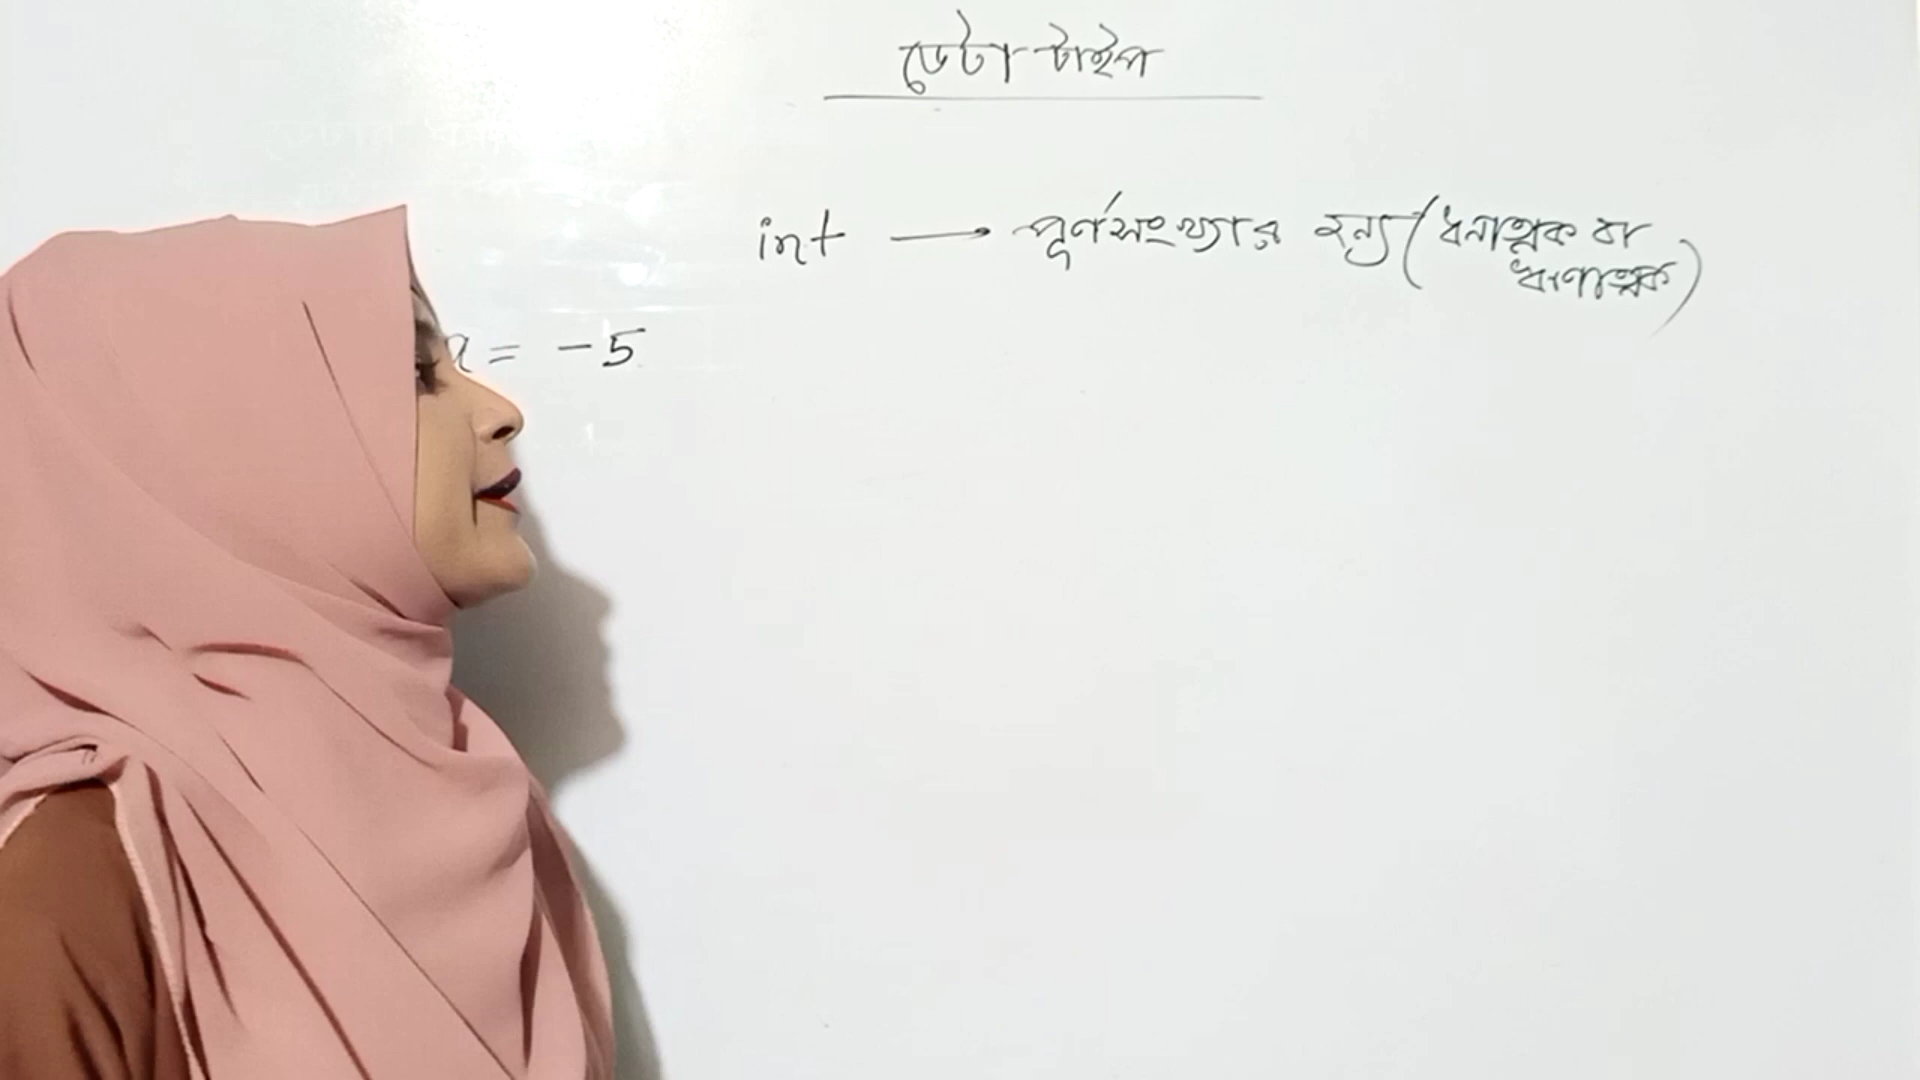 ডেটা টাইপ
int → পূর্ণসংখ্যার জন্য (ধনাত্মক বা
ঋণাত্মক)
a = -5